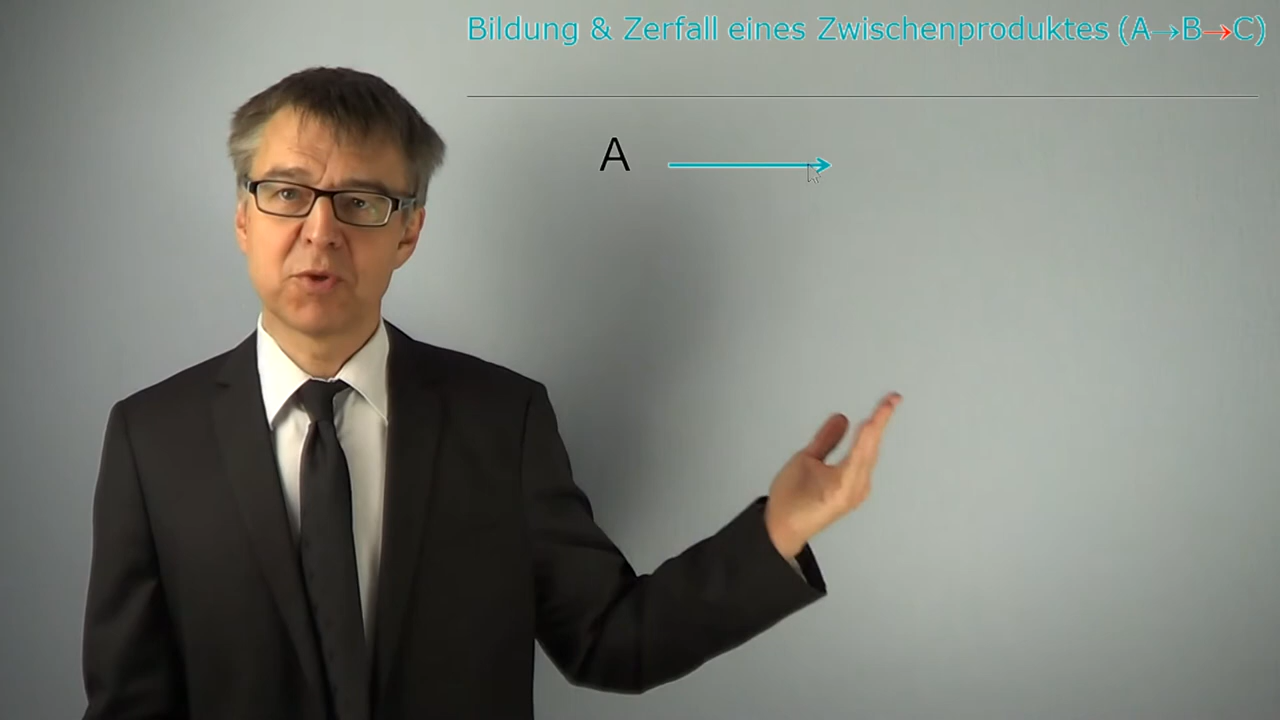 Bildung & Zerfall eines Zwischenproduktes (A→B→C)
A